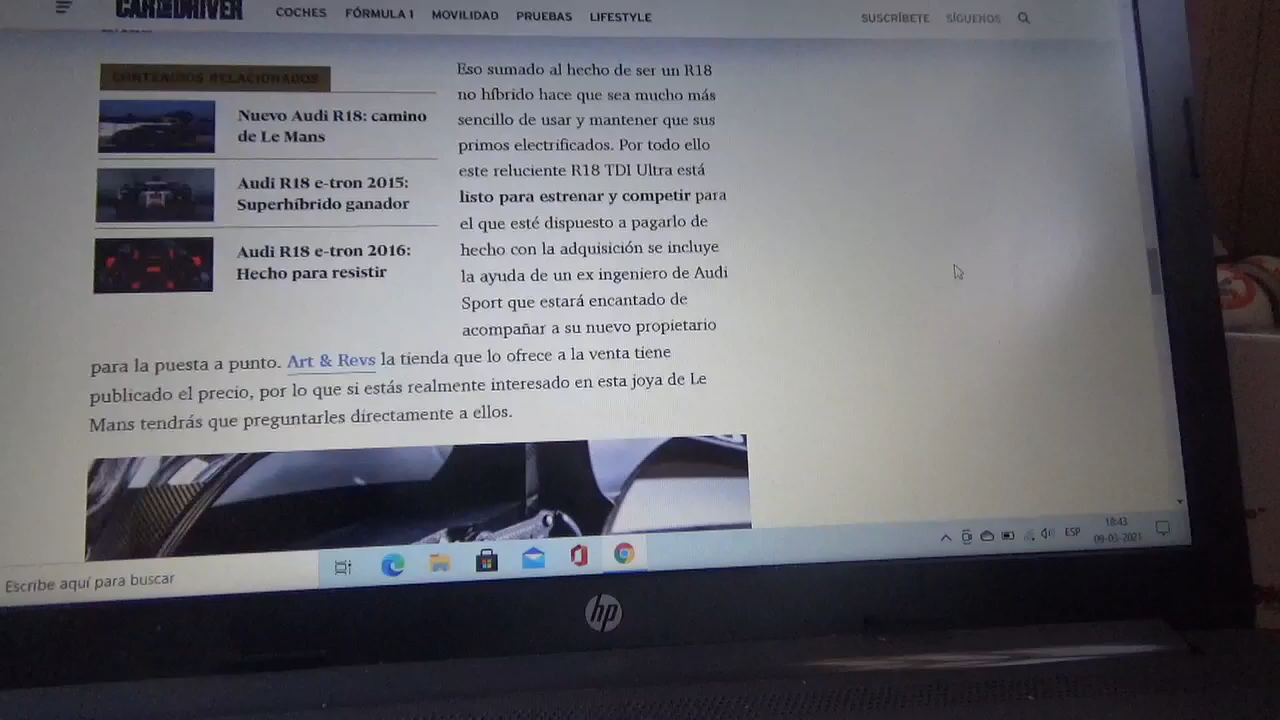 CAR AND DRIVER
COCHES FÓRMULA 1 MOVILIDAD PRUEBAS LIFESTYLE
SUSCRÍBETE SÍGUENOS
CONTENIDOS RELACIONADOS
Nuevo Audi R18: camino
de Le Mans
Audi R18 e-tron 2015:
Superhíbrido ganador
Audi R18 e-tron 2016:
Hecho para resistir
Eso sumado al hecho de ser un R18
no híbrido hace que sea mucho más
sencillo de usar y mantener que sus
primos electrificados. Por todo ello
este reluciente R18 TDI Ultra está
listo para estrenar y competir para
el que esté dispuesto a pagarlo de
hecho con la adquisición se incluye
la ayuda de un ex ingeniero de Audi
Sport que estará encantado de
acompañar a su nuevo propietario
para la puesta a punto. Art & Revs la tienda que lo ofrece a la venta tiene
publicado el precio, por lo que si estás realmente interesado en esta joya de Le
Mans tendrás que preguntarles directamente a ellos.
Escribe aquí para buscar
ESP
18:43
09-03-2021
hp